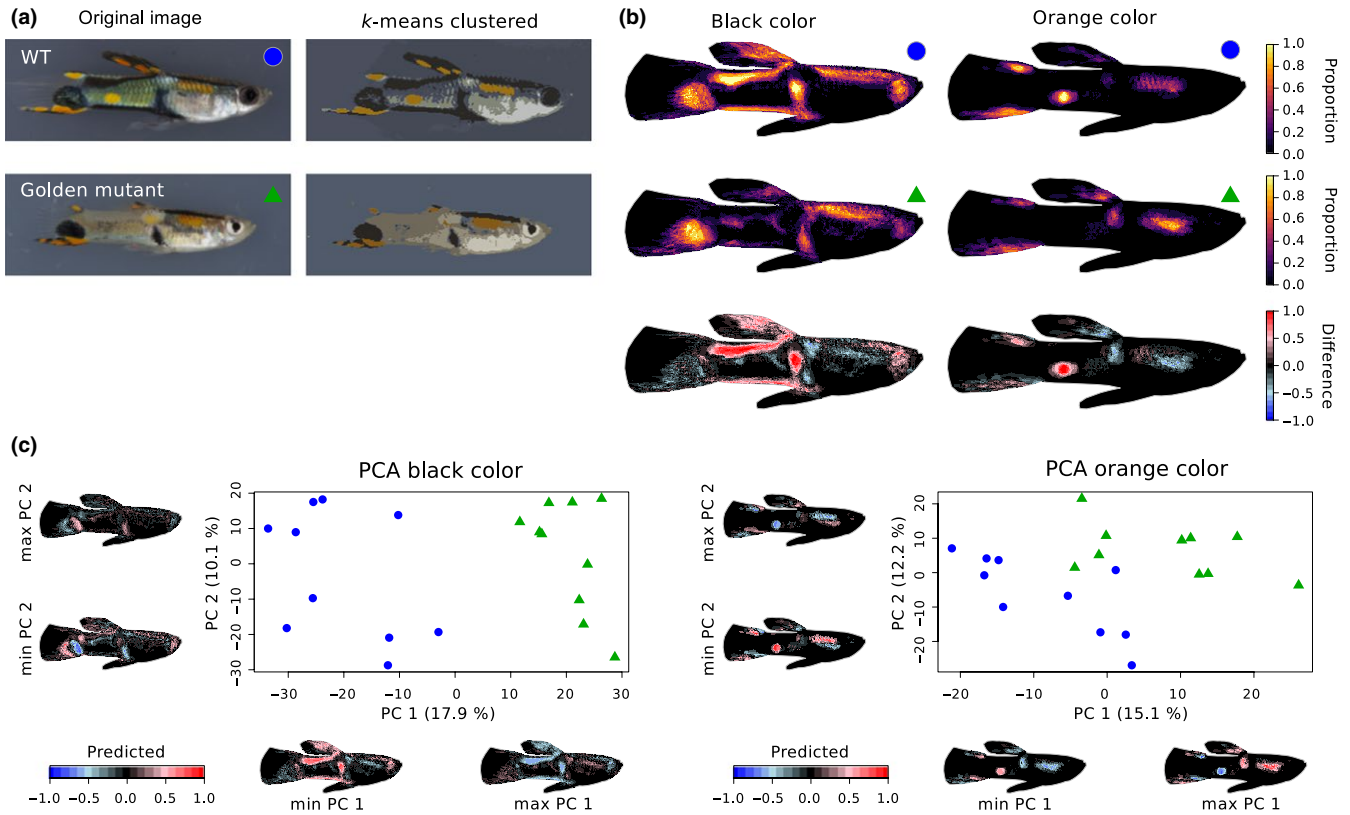 (a)
Original image
k-means clustered
WT
Golden mutant
(b)
Black color
Orange color
1.0
0.8
0.6
0.4
0.2
0.0
Proportion
1.0
0.8
0.6
0.4
0.2
0.0
Proportion
1.0
0.5
0.0
−0.5
−1.0
Difference
(c)
PCA black color
max PC 2
min PC 2
PC 2 (10.1 %)
20
10
0
−10
−20
−30
−30
−20
−10
0
10
20
30
PC 1 (17.9 %)
Predicted
−1.0
−0.5
0.0
0.5
1.0
min PC 1
max PC 1
PCA orange color
max PC 2
min PC 2
PC 2 (12.2 %)
20
10
0
−10
−20
−20
−10
0
10
20
PC 1 (15.1 %)
Predicted
−1.0
−0.5
0.0
0.5
1.0
min PC 1
max PC 1